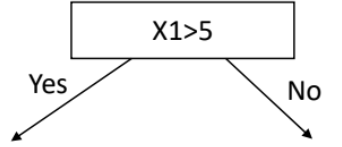 X1>5
Yes
No